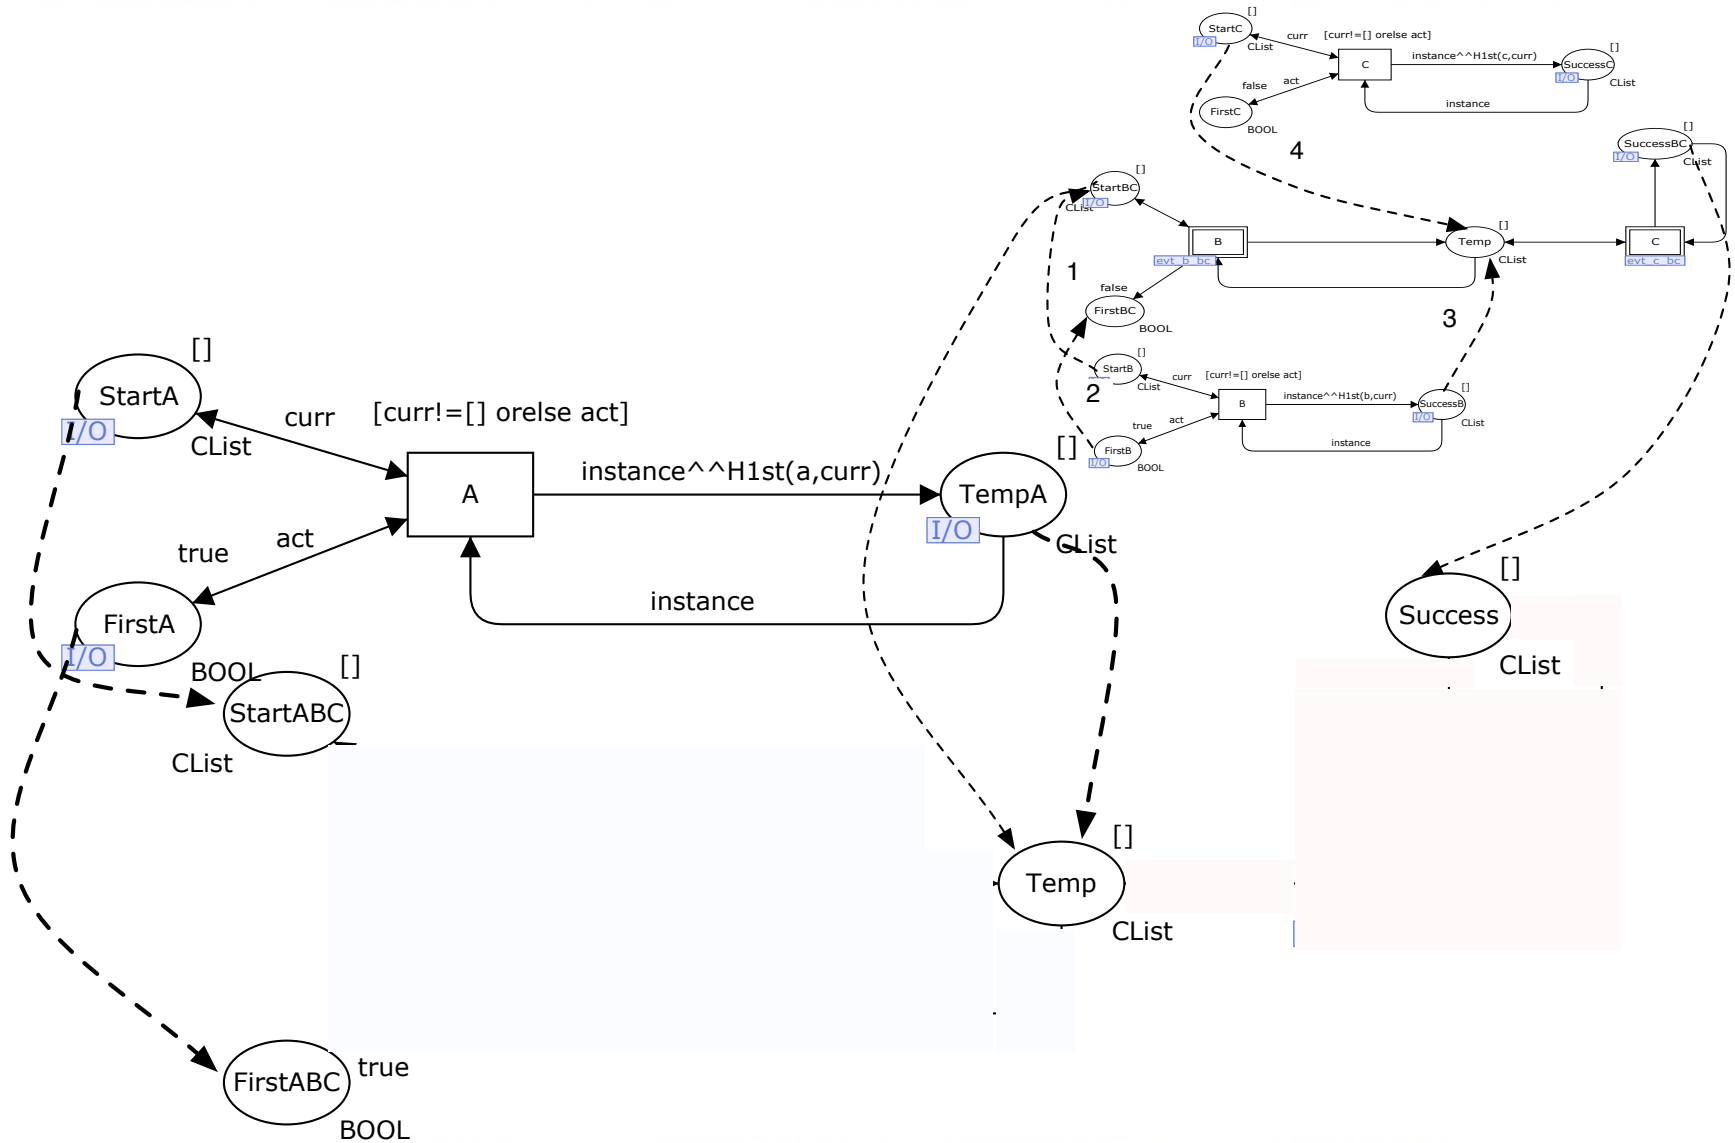 []
StartC
I/O
CList
curr
[curr!=[] orelse act]
C
instance^^H1st(c,curr)
[]
SuccessC
I/O
CList
false
act
FirstC
BOOL
instance
4
[]
SuccessBC
I/O
CList
[]
StartBC
I/O
CList
B
evt_b_bc
[]
Temp
CList
C
evt_c_bc
1
false
FirstBC
BOOL
3
[]
StartB
CList
2
curr
[curr!=[] orelse act]
B
instance^^H1st(b,curr)
[]
SuccessB
I/O
CList
true
act
FirstB
I/O
BOOL
instance
[]
StartA
I/O
CList
curr
[curr!=[] orelse act]
A
instance^^H1st(a,curr)
[]
TempA
I/O
CList
true
act
FirstA
I/O
BOOL
instance
[]
Success
CList
[]
StartABC
CList
[]
Temp
CList
FirstABC
true
BOOL